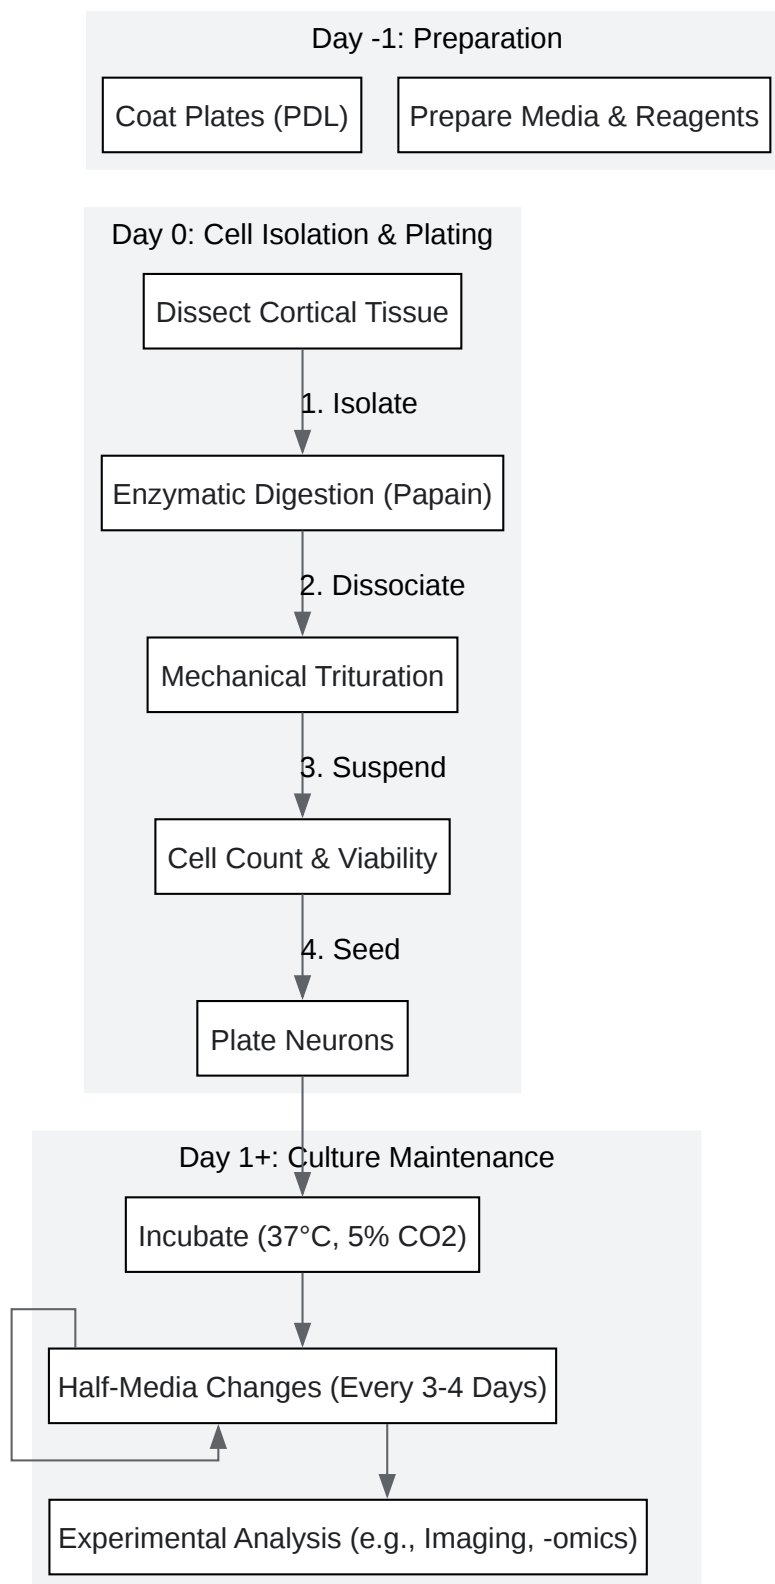 Day -1: Preparation
Coat Plates (PDL)
Prepare Media & Reagents
Day 0: Cell Isolation & Plating
Dissect Cortical Tissue
1. Isolate
Enzymatic Digestion (Papain)
2. Dissociate
Mechanical Trituration
3. Suspend
Cell Count & Viability
4. Seed
Plate Neurons
Day 1+: Culture Maintenance
Incubate (37°C, 5% CO2)
Half-Media Changes (Every 3-4 Days)
Experimental Analysis (e.g., Imaging, -omics)